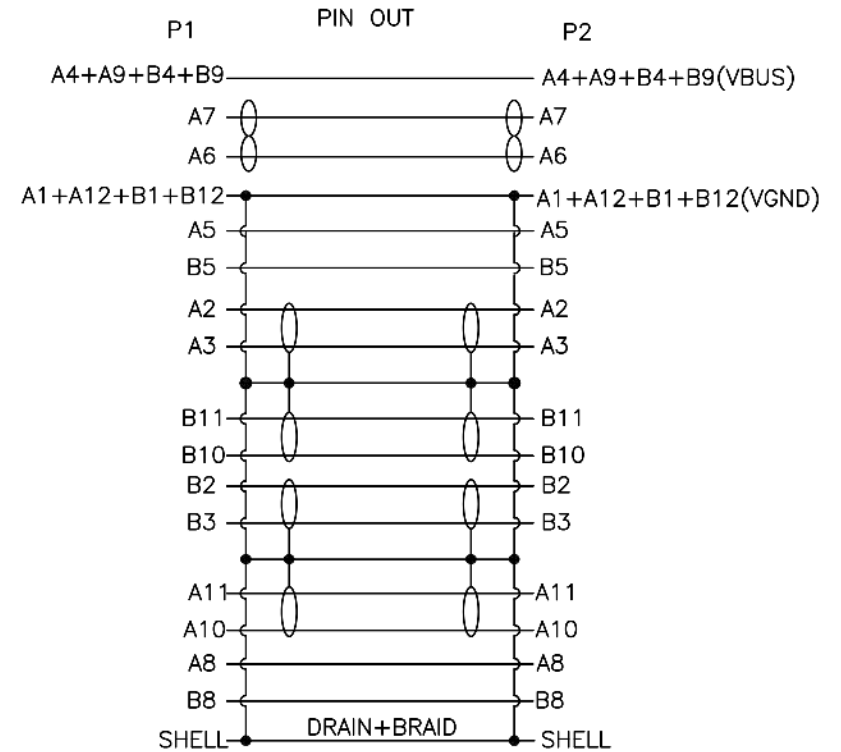 PIN OUT
P1 P2
A4+A9+B4+B9 A4+A9+B4+B9(VBUS)
A7 A7
A6 A6
A1+A12+B1+B12 A1+A12+B1+B12(VGND)
A5 A5
B5 B5
A2 A2
A3 A3
B11 B11
B10 B10
B2 B2
B3 B3
A11 A11
A10 A10
A8 A8
B8 B8
SHELL DRAIN+BRAID SHELL